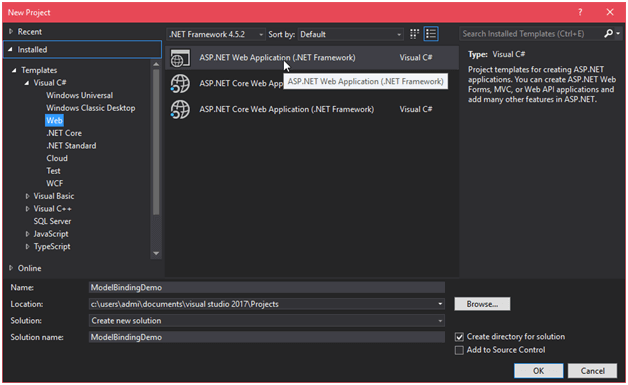 New Project
?
Recent
.NET Framework 4.5.2 Sort by: Default
Search Installed Templates (Ctrl+E)
Installed
Templates
Visual C#
Windows Universal
Windows Classic Desktop
Web
.NET Core
.NET Standard
Cloud
Test
WCF
Visual Basic
Visual C++
SQL Server
JavaScript
TypeScript
Online
ASP.NET Web Application (.NET Framework) Visual C#
ASP.NET Core Web App
ASP.NET Web Application (.NET Framework)
Visual C#
ASP.NET Core Web Application (.NET Framework) Visual C#
Type: Visual C#
Project templates for creating ASP.NET
applications. You can create ASP.NET Web
Forms, MVC, or Web API applications and
add many other features in ASP.NET.
Name: ModelBindingDemo
Location: c:\users\admi\documents\visual studio 2017\Projects Browse...
Solution: Create new solution
Solution name: ModelBindingDemo
Create directory for solution
Add to Source Control
OK Cancel